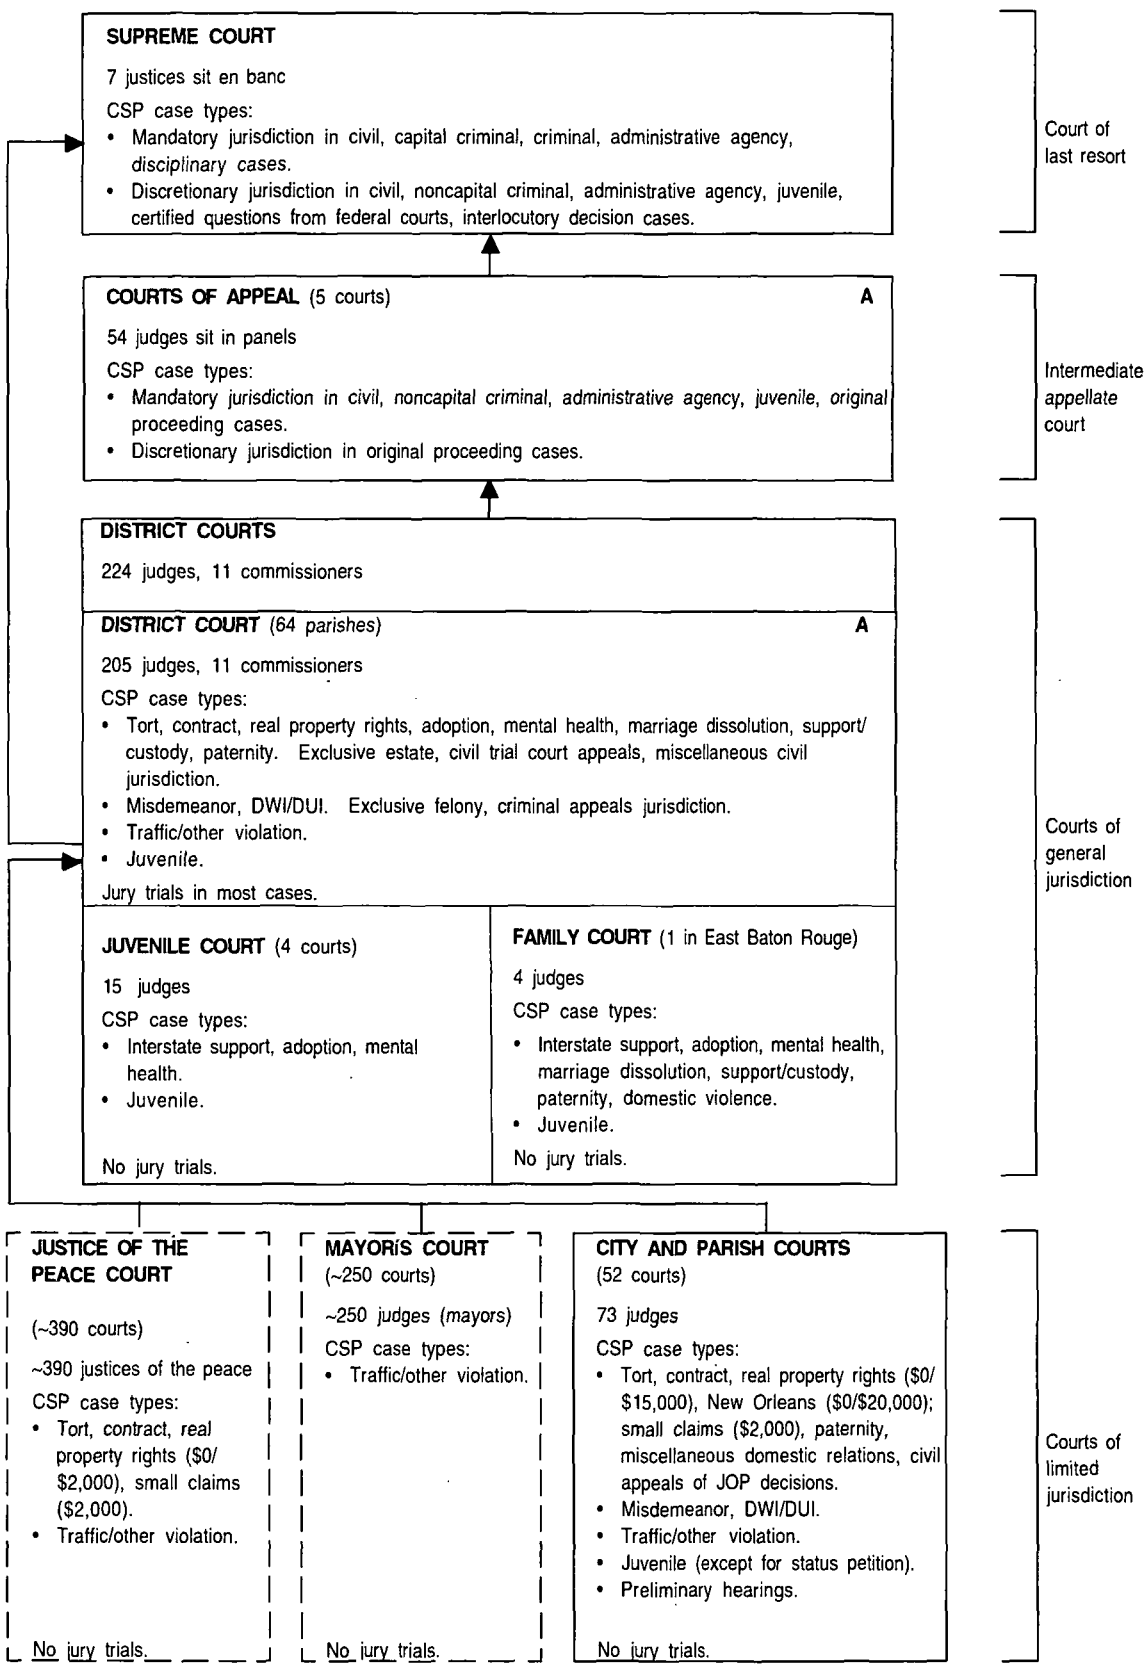 SUPREME COURT
7 justices sit en banc
CSP case types:
• Mandatory jurisdiction in civil, capital criminal, criminal, administrative agency,
disciplinary cases.
• Discretionary jurisdiction in civil, noncapital criminal, administrative agency, juvenile,
certified questions from federal courts, interlocutory decision cases.
Court of
last resort
COURTS OF APPEAL (5 courts) A
54 judges sit in panels
CSP case types:
• Mandatory jurisdiction in civil, noncapital criminal, administrative agency, juvenile, original
proceeding cases.
• Discretionary jurisdiction in original proceeding cases.
Intermediate
appellate
court
DISTRICT COURTS
224 judges, 11 commissioners
DISTRICT COURT (64 parishes) A
205 judges, 11 commissioners
CSP case types:
• Tort, contract, real property rights, adoption, mental health, marriage dissolution, support/
custody, paternity. Exclusive estate, civil trial court appeals, miscellaneous civil
jurisdiction.
• Misdemeanor, DWI/DUI. Exclusive felony, criminal appeals jurisdiction.
• Traffic/other violation.
• Juvenile.
Jury trials in most cases.
Courts of
general
jurisdiction
JUVENILE COURT (4 courts)
15 judges
CSP case types:
• Interstate support, adoption, mental
health.
• Juvenile.
No jury trials.
FAMILY COURT (1 in East Baton Rouge)
4 judges
CSP case types:
• Interstate support, adoption, mental health,
marriage dissolution, support/custody,
paternity, domestic violence.
• Juvenile.
No jury trials.
JUSTICE OF THE
PEACE COURT
(~390 courts)
~390 justices of the peace
CSP case types:
• Tort, contract, real
property rights ($0/
$2,000), small claims
($2,000).
• Traffic/other violation.
No jury trials.
MAYORíS COURT
(~250 courts)
~250 judges (mayors)
CSP case types:
• Traffic/other violation.
No jury trials.
CITY AND PARISH COURTS
(52 courts)
73 judges
CSP case types:
• Tort, contract, real property rights ($0/
$15,000), New Orleans ($0/$20,000);
small claims ($2,000), paternity,
miscellaneous domestic relations, civil
appeals of JOP decisions.
• Misdemeanor, DWI/DUI.
• Traffic/other violation.
• Juvenile (except for status petition).
• Preliminary hearings.
No jury trials.
Courts of
limited
jurisdiction